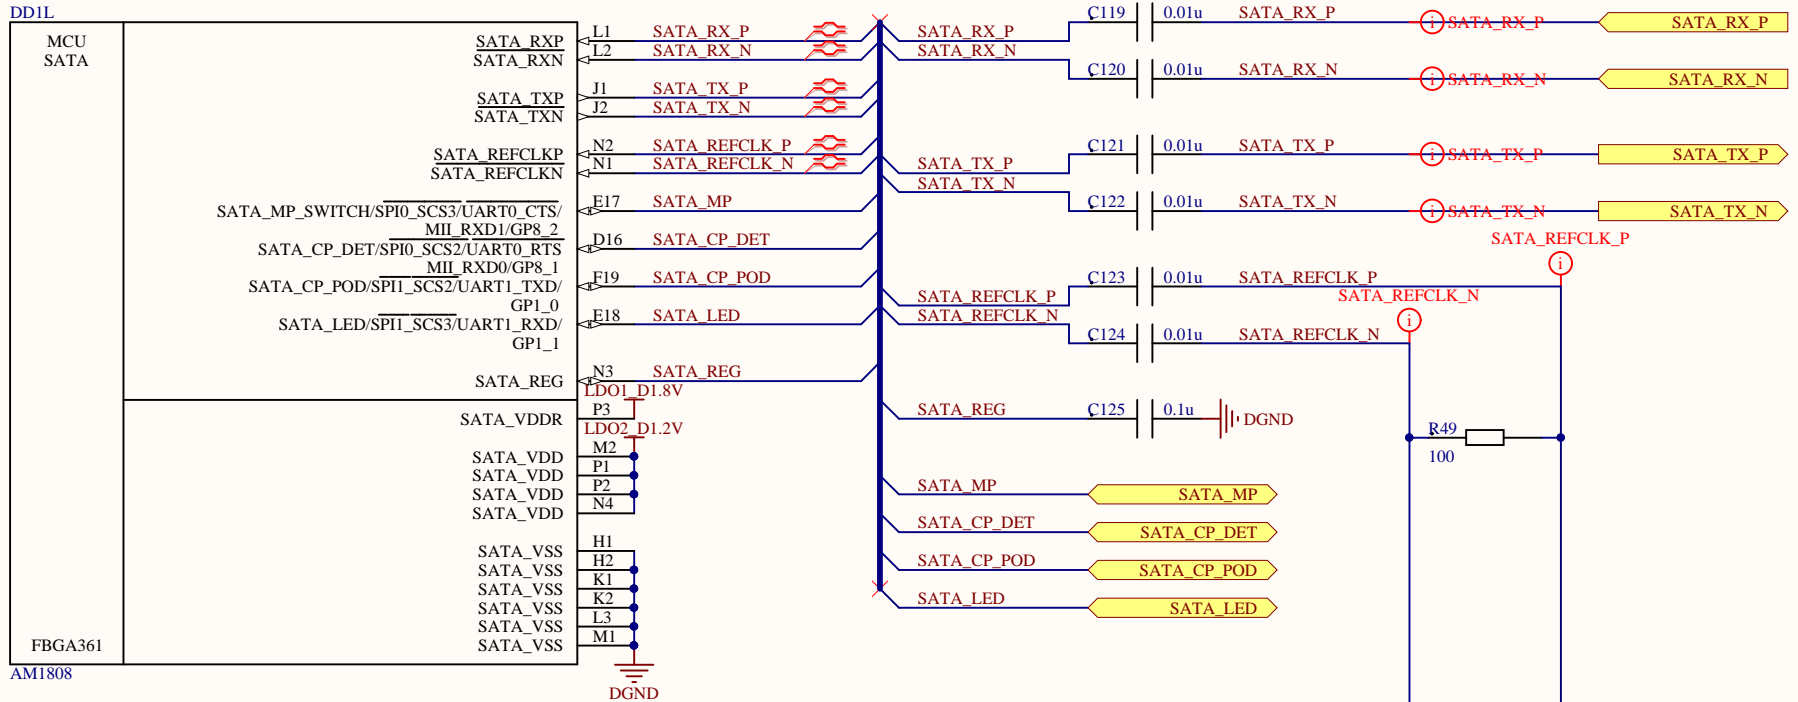 DD1L
MCU
SATA
SATA_RXP
L1
SATA_RX_P
SATA_RXN
L2
SATA_RX_N
SATA_TXP
J1
SATA_TX_P
SATA_TXN
J2
SATA_TX_N
SATA_REFCLKP
N2
SATA_REFCLK_P
SATA_REFCLKN
N1
SATA_REFCLK_N
SATA_MP_SWITCH/SPI0_SCS3/UART0_CTS/
MII_RXD1/GP8_2
E17
SATA_MP
SATA_CP_DET/SPI0_SCS2/UART0_RTS
MII_RXD0/GP8_1
D16
SATA_CP_DET
SATA_CP_POD/SPI1_SCS2/UART1_TXD/
GP1_0
F19
SATA_CP_POD
SATA_LED/SPI1_SCS3/UART1_RXD/
GP1_1
E18
SATA_LED
SATA_REG
N3
SATA_REG
LDO1_D1.8V
SATA_VDDR
P3
LDO2_D1.2V
SATA_VDD
M2
SATA_VDD
P1
SATA_VDD
P2
SATA_VDD
N4
SATA_VSS
H1
SATA_VSS
H2
SATA_VSS
K1
SATA_VSS
K2
SATA_VSS
L3
SATA_VSS
M1
FBGA361
AM1808
DGND
SATA_RX_P
C119
0.01u
SATA_RX_P
i
SATA_RX_P
SATA_RX_P
SATA_RX_N
C120
0.01u
SATA_RX_N
i
SATA_RX_N
SATA_RX_N
SATA_TX_P
C121
0.01u
SATA_TX_P
i
SATA_TX_P
SATA_TX_P
SATA_TX_N
C122
0.01u
SATA_TX_N
i
SATA_TX_N
SATA_TX_N
SATA_REFCLK_P
i
SATA_REFCLK_P
C123
0.01u
SATA_REFCLK_P
SATA_REFCLK_N
i
SATA_REFCLK_N
C124
0.01u
SATA_REFCLK_N
SATA_REG
C125
0.1u
DGND
R49
100
SATA_MP
SATA_MP
SATA_CP_DET
SATA_CP_DET
SATA_CP_POD
SATA_CP_POD
SATA_LED
SATA_LED